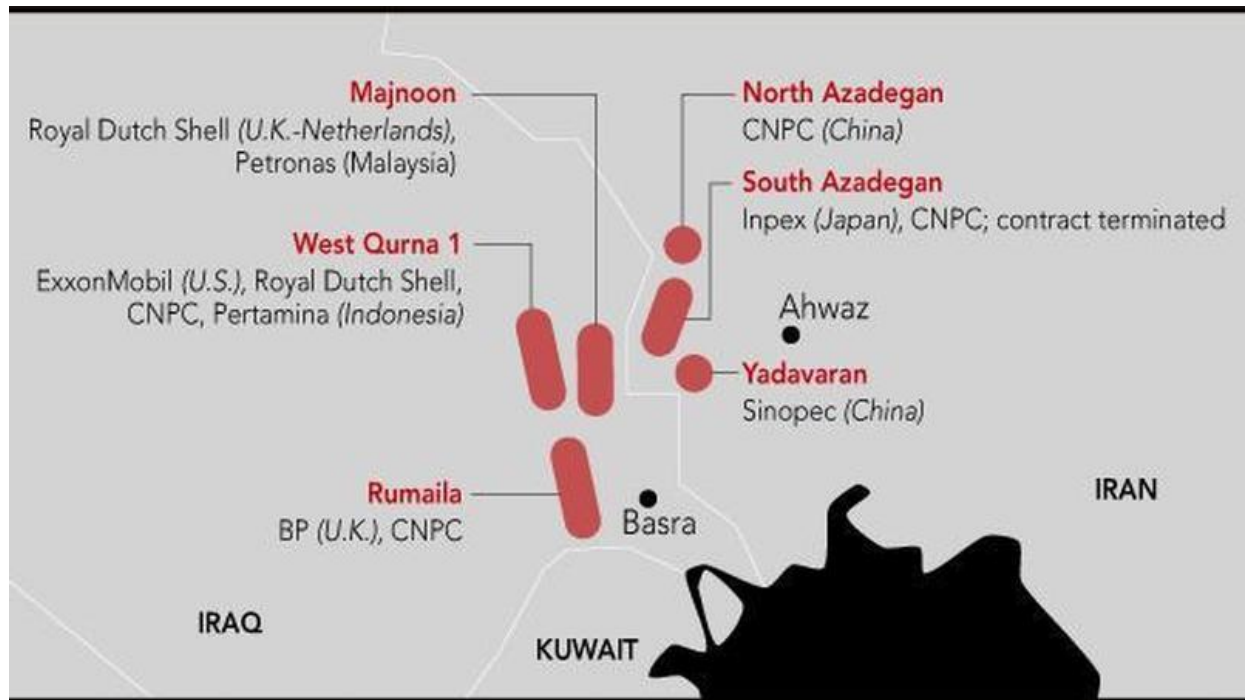 Majnoon
Royal Dutch Shell (U.K.-Netherlands),
Petronas (Malaysia)
West Qurna 1
ExxonMobil (U.S.), Royal Dutch Shell,
CNPC, Pertamina (Indonesia)
Rumaila
BP (U.K.), CNPC
North Azadegan
CNPC (China)
South Azadegan
Inpex (Japan), CNPC; contract terminated
Ahwaz
Yadavaran
Sinopec (China)
Basra
IRAN
IRAQ
KUWAIT